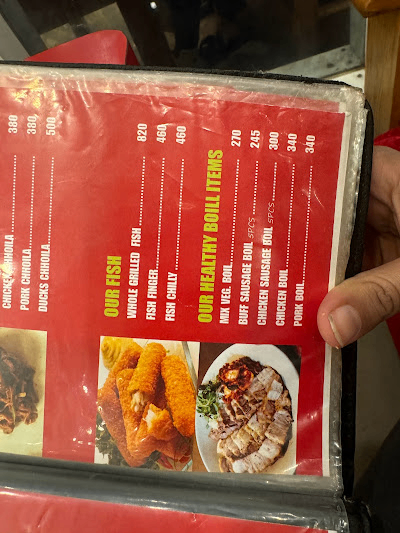 CHICKEN CHHOILA 380
PORK CHHOILA 380
DUCKS CHHOILA 500
OUR FISH
WHOLE GRILLED FISH 820
FISH FINGER 460
FISH CHILLY 460
OUR HEALTHY BOILL ITEMS
MIX VEG. BOIL 270
BUFF SAUSAGE BOIL 5PCS 245
CHICKEN SAUSAGE BOIL 5PCS 300
CHICKEN BOIL 340
PORK BOIL 340